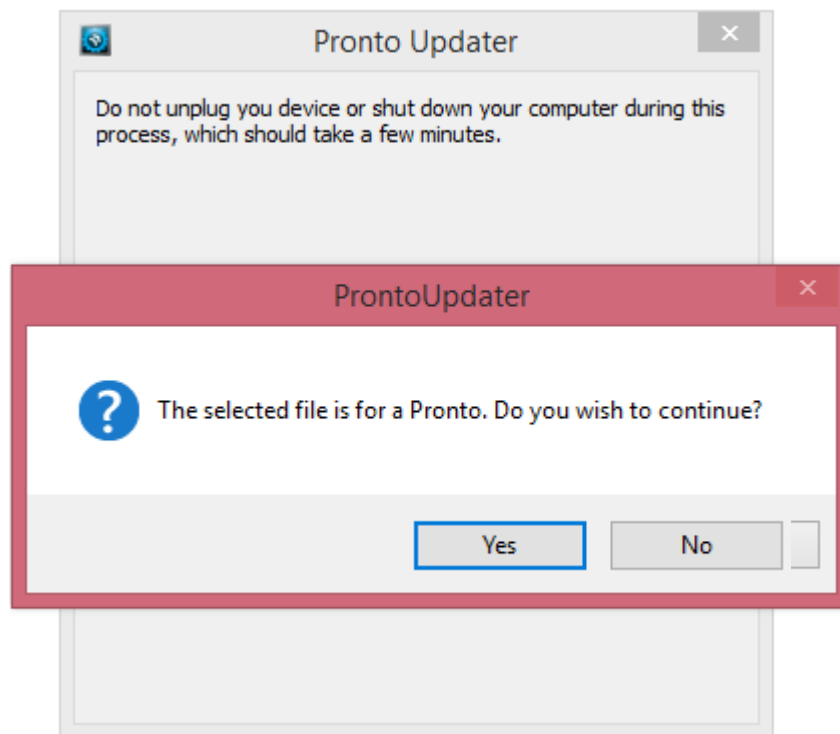 Pronto Updater
Do not unplug you device or shut down your computer during this
process, which should take a few minutes.
ProntoUpdater
The selected file is for a Pronto. Do you wish to continue?
Yes
No